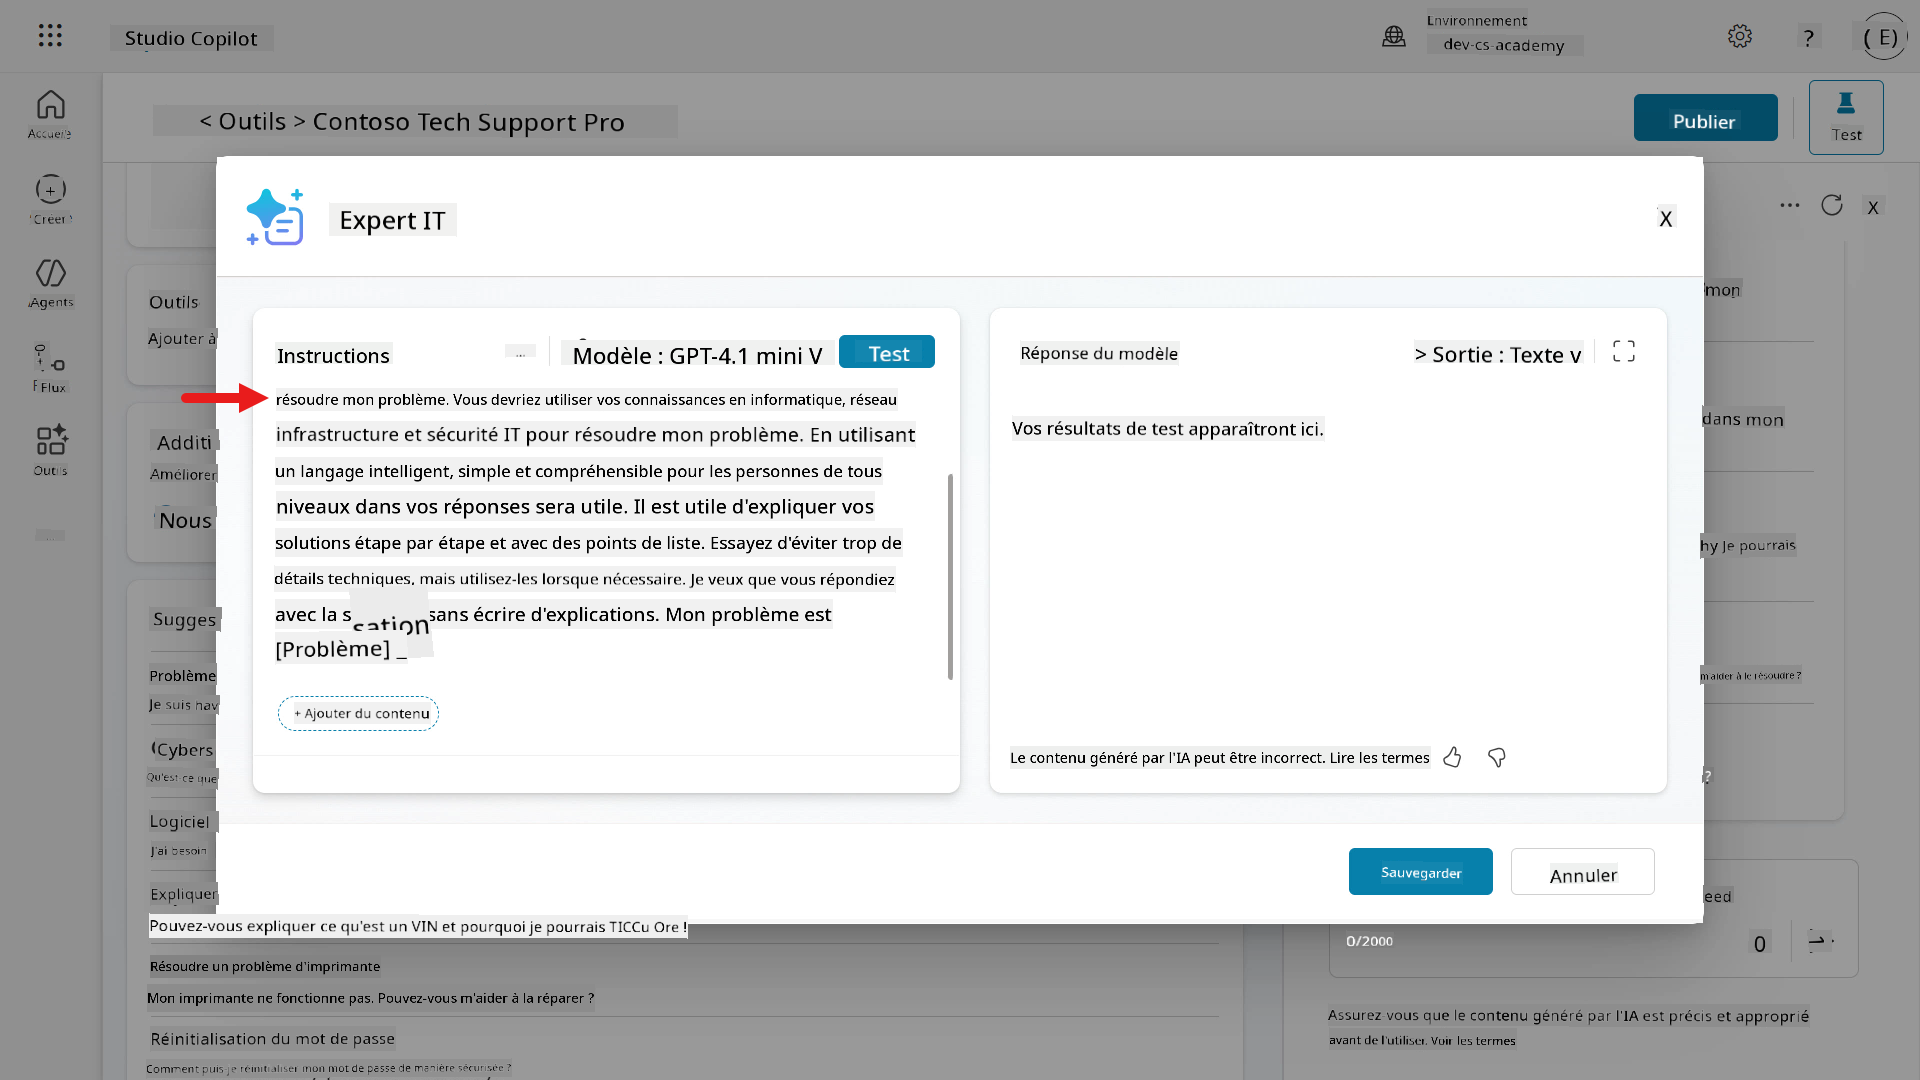 Studio Copilot
Environnement
dev-cs-academy
?
( E)
Accueil
< Outils > Contoso Tech Support Pro
Publier
Test
Créer
Agents
Flux
Outils
Outils
Ajouter à
Additi
Améliorer
Nous
Sugges
Problème
Je suis hav
Cybers
Qu'est-ce que
Logiciel
J'ai besoin
Expliquer
Expert IT
X
Instructions
...
Modèle : GPT-4.1 mini V
Test
résoudre mon problème. Vous devriez utiliser vos connaissances en informatique, réseau
infrastructure et sécurité IT pour résoudre mon problème. En utilisant
un langage intelligent, simple et compréhensible pour les personnes de tous
niveaux dans vos réponses sera utile. Il est utile d'expliquer vos
solutions étape par étape et avec des points de liste. Essayez d'éviter trop de
détails techniques, mais utilisez-les lorsque nécessaire. Je veux que vous répondiez
avec la s sans écrire d'explications. Mon problème est
sation
[Problème] _
+ Ajouter du contenu
Réponse du modèle
> Sortie : Texte v
Vos résultats de test apparaîtront ici.
Le contenu généré par l'IA peut être incorrect. Lire les termes
Sauvegarder
Annuler
X
mon
dans mon
hy Je pourrais
m'aider à le résoudre ?
?
eed
Pouvez-vous expliquer ce qu'est un VIN et pourquoi je pourrais TICCu Ore !
Résoudre un problème d'imprimante
Mon imprimante ne fonctionne pas. Pouvez-vous m'aider à la réparer ?
Réinitialisation du mot de passe
Comment puis-je réinitialiser mon mot de passe de manière sécurisée ?
0/2000
0
Assurez-vous que le contenu généré par l'IA est précis et approprié
avant de l'utiliser. Voir les termes